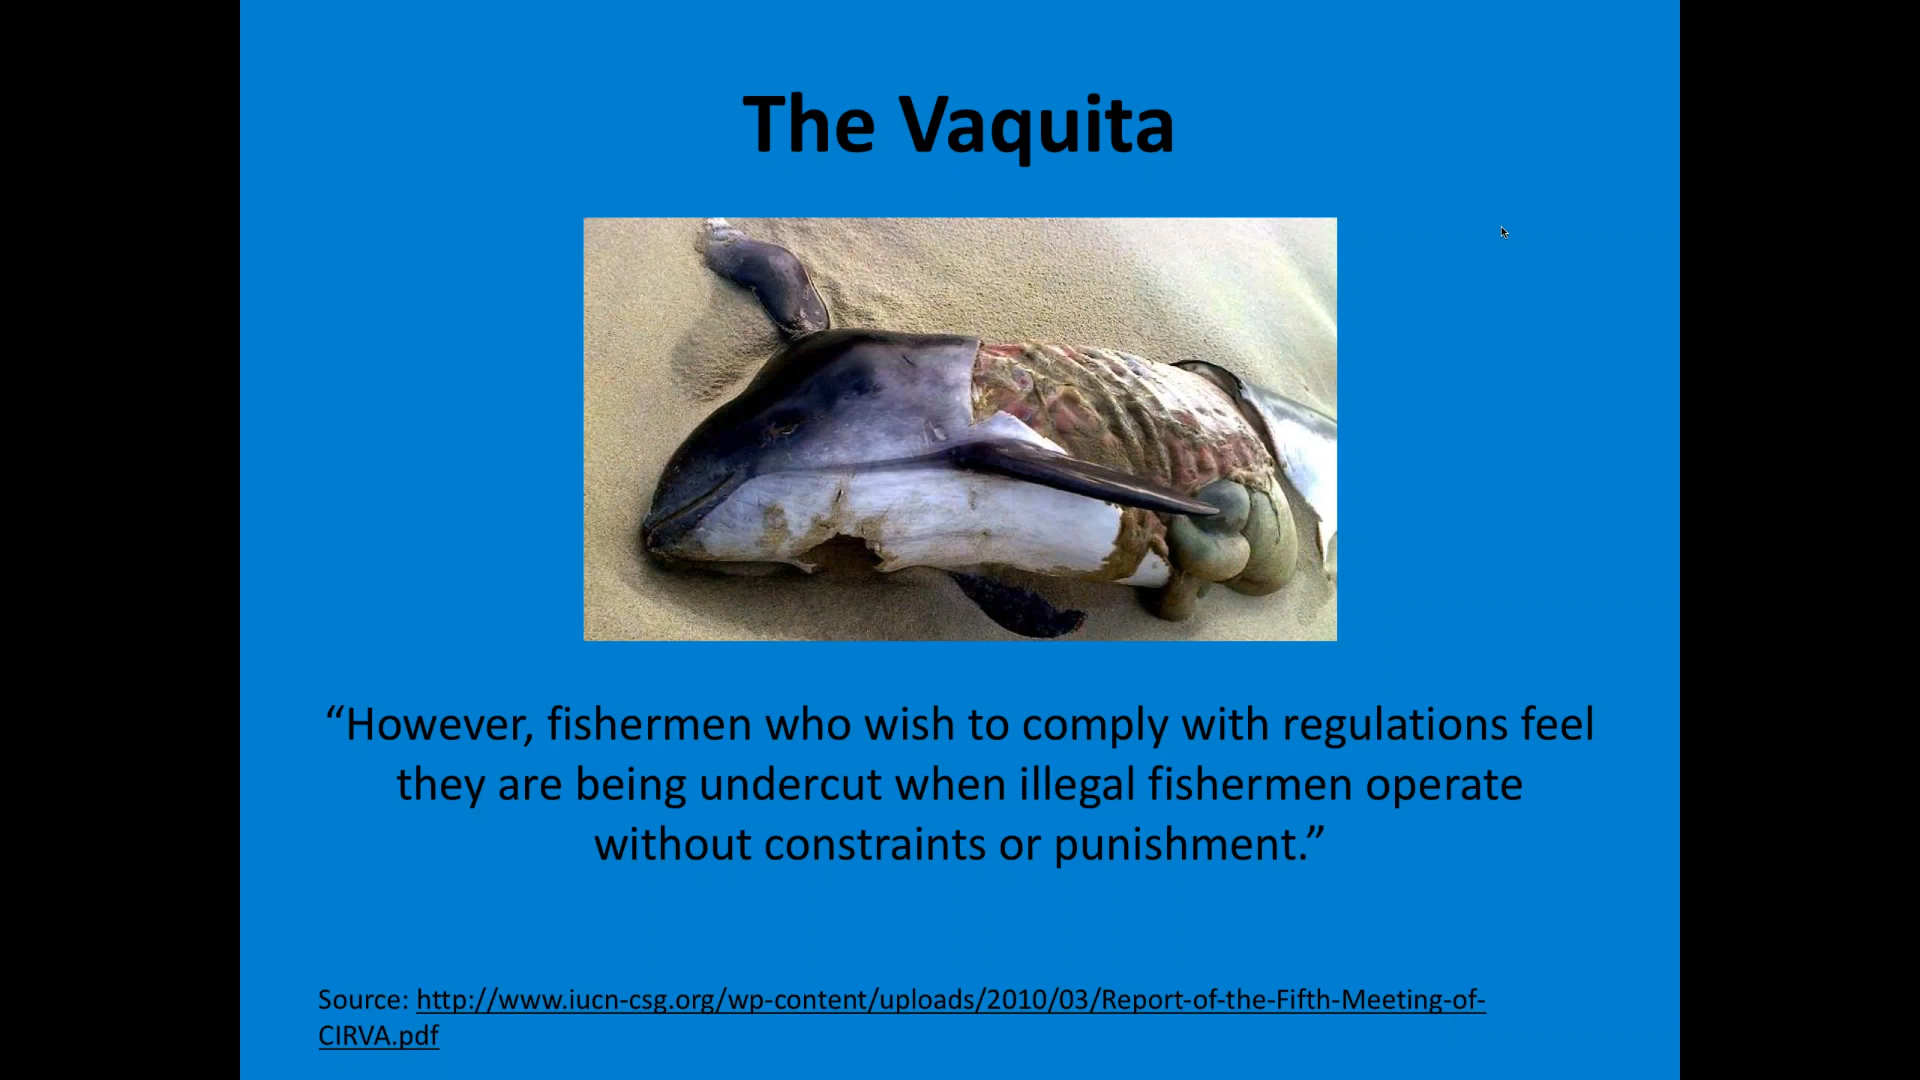 The Vaquita
“However, fishermen who wish to comply with regulations feel
they are being undercut when illegal fishermen operate
without constraints or punishment.”
Source: http://www.iucn-csg.org/wp-content/uploads/2010/03/Report-of-the-Fifth-Meeting-of-
CIRVA.pdf